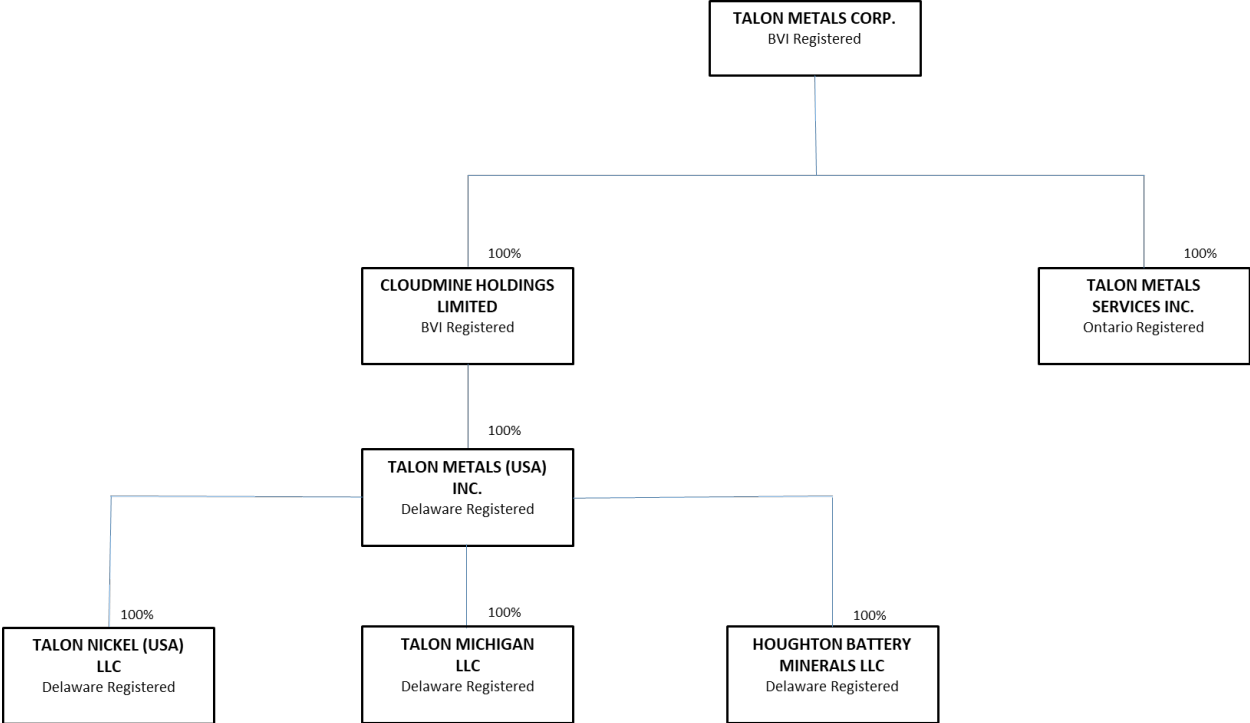 TALON METALS CORP.
BVI Registered
100%
100%
CLOUDMINE HOLDINGS
LIMITED
BVI Registered
TALON METALS
SERVICES INC.
Ontario Registered
100%
TALON METALS (USA)
INC.
Delaware Registered
100%
100%
100%
TALON NICKEL (USA)
LLC
Delaware Registered
TALON MICHIGAN
LLC
Delaware Registered
HOUGHTON BATTERY
MINERALS LLC
Delaware Registered